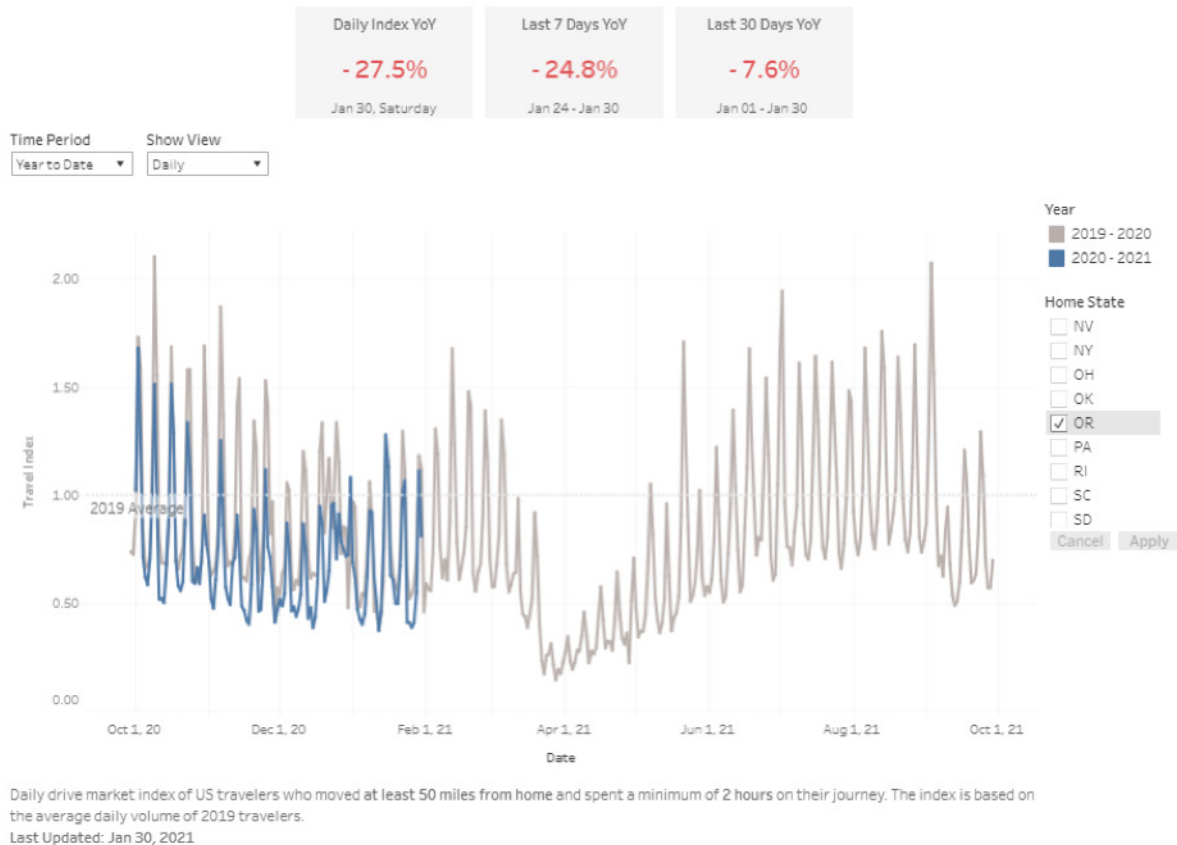 Daily Index YoY
Last 7 Days YoY
Last 30 Days YoY
- 27.5%
- 24.8%
- 7.6%
Jan 30, Saturday
Jan 24 - Jan 30
Jan 01 - Jan 30
Time Period
Show View
Year to Date
Daily
Year
2019 - 2020
2020 - 2021
Home State
NV
NY
OH
OK
OR
PA
RI
SC
SD
Cancel
Apply
Travel Index
2.00
1.50
1.00
0.50
0.00
2019 Average
Oct 1, 20
Dec 1, 20
Feb 1, 21
Apr 1, 21
Jun 1, 21
Aug 1, 21
Oct 1, 21
Date
Daily drive market index of US travelers who moved at least 50 miles from home and spent a minimum of 2 hours on their journey. The index is based on
the average daily volume of 2019 travelers.
Last Updated: Jan 30, 2021